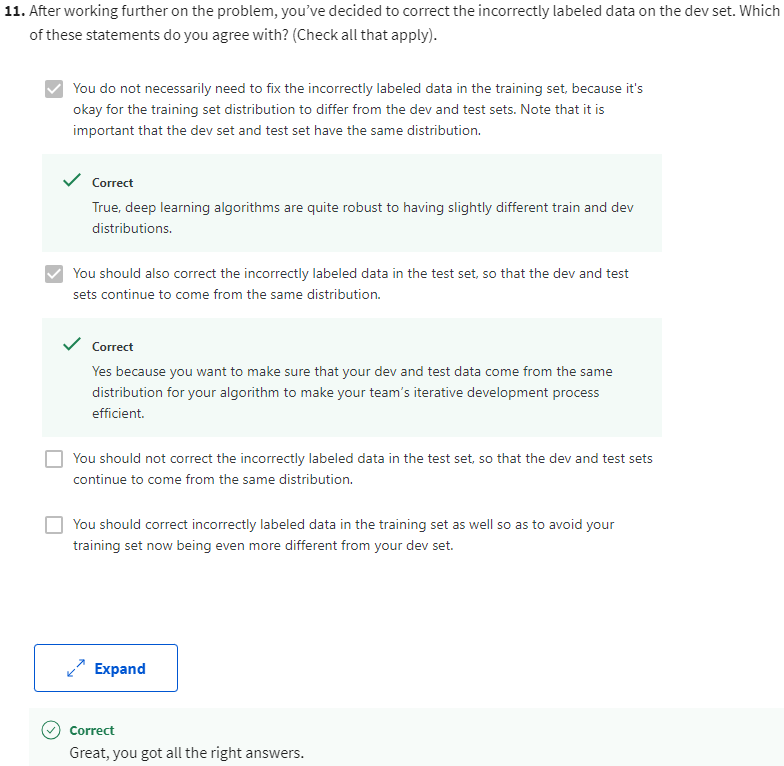 11. After working further on the problem, you've decided to correct the incorrectly labeled data on the dev set. Which
of these statements do you agree with? (Check all that apply).
You do not necessarily need to fix the incorrectly labeled data in the training set, because it's
okay for the training set distribution to differ from the dev and test sets. Note that it is
important that the dev set and test set have the same distribution.
Correct
True, deep learning algorithms are quite robust to having slightly different train and dev
distributions.
You should also correct the incorrectly labeled data in the test set, so that the dev and test
sets continue to come from the same distribution.
Correct
Yes because you want to make sure that your dev and test data come from the same
distribution for your algorithm to make your team's iterative development process
efficient.
You should not correct the incorrectly labeled data in the test set, so that the dev and test sets
continue to come from the same distribution.
You should correct incorrectly labeled data in the training set as well so as to avoid your
training set now being even more different from your dev set.
Expand
Correct
Great, you got all the right answers.